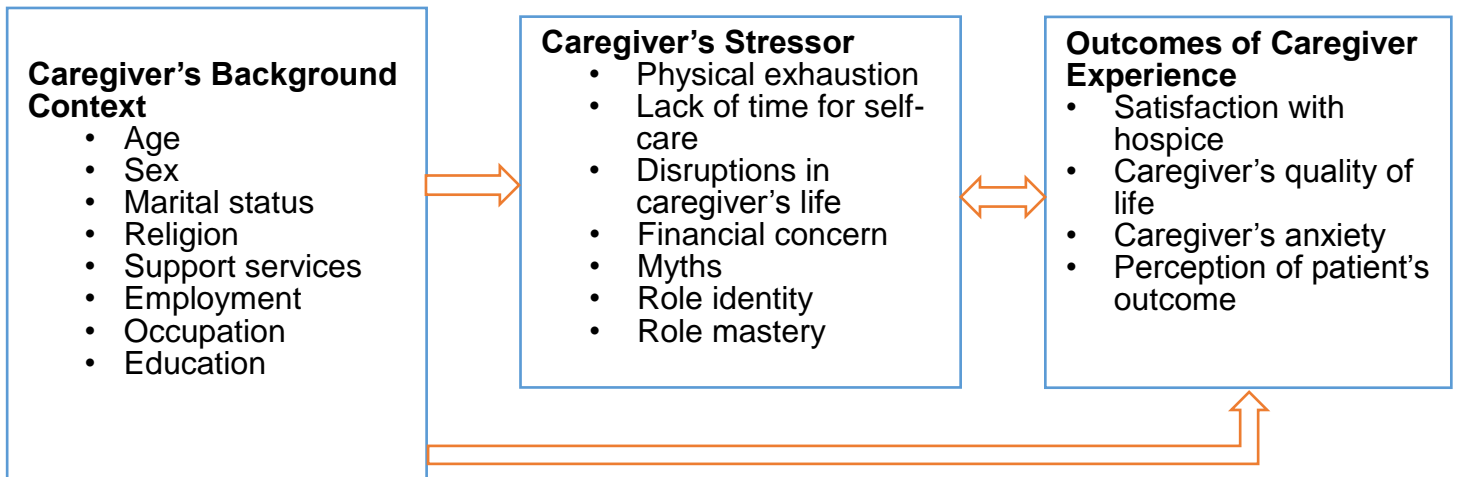 Caregiver’s Background
Context
• Age
• Sex
• Marital status
• Religion
• Support services
• Employment
• Occupation
• Education
Caregiver’s Stressor
• Physical exhaustion
• Lack of time for self-
care
• Disruptions in
caregiver’s life
• Financial concern
• Myths
• Role identity
• Role mastery
Outcomes of Caregiver
Experience
• Satisfaction with
hospice
• Caregiver’s quality of
life
• Caregiver’s anxiety
• Perception of patient’s
outcome